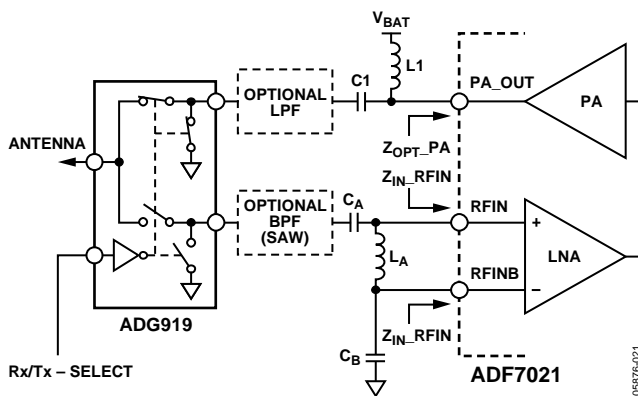 VBAT
L1
C1
PA_OUT
PA
OPTIONAL
LPF
ANTENNA
ZOPT_PA
ZIN_RFIN
CA
RFIN
OPTIONAL
BPF
(SAW)
+
LA
LNA
RFINB
−
ADG919
ZIN_RFIN
CB
Rx/Tx – SELECT
ADF7021
05876-021